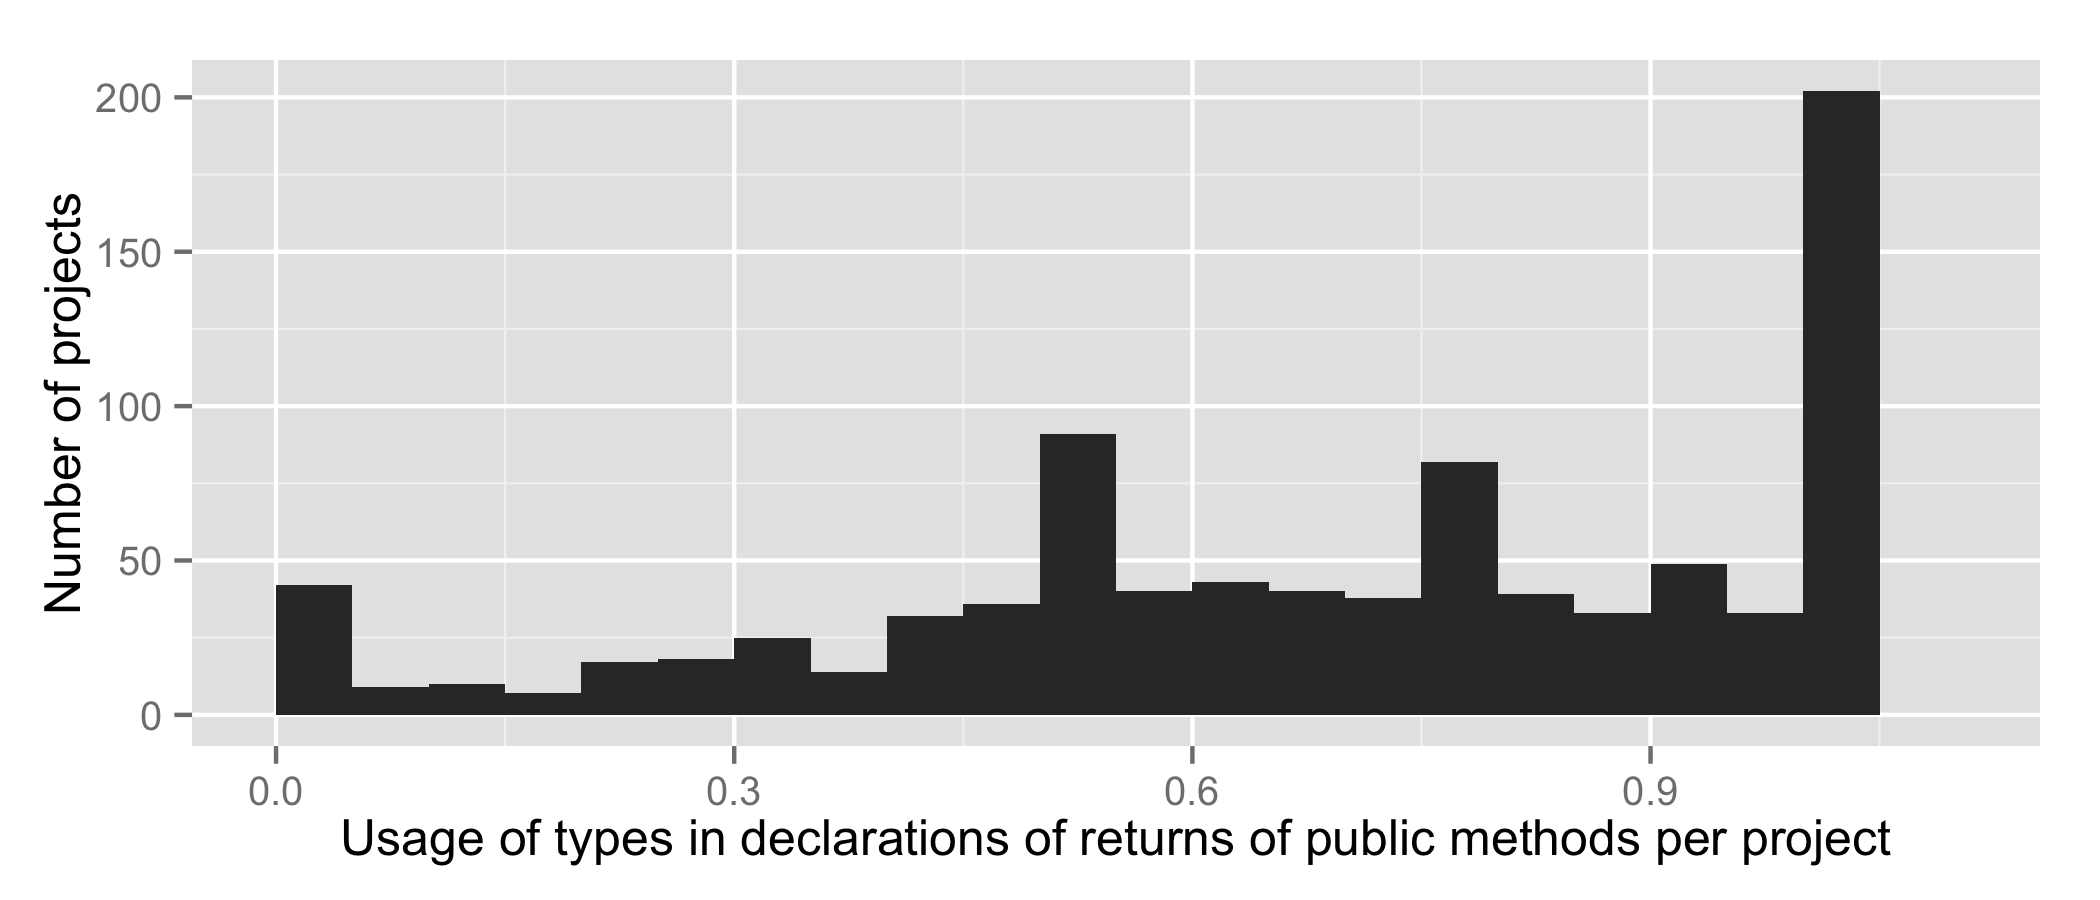 200
150
100
50
0
Number of projects
0.0 0.3 0.6 0.9
Usage of types in declarations of returns of public methods per project